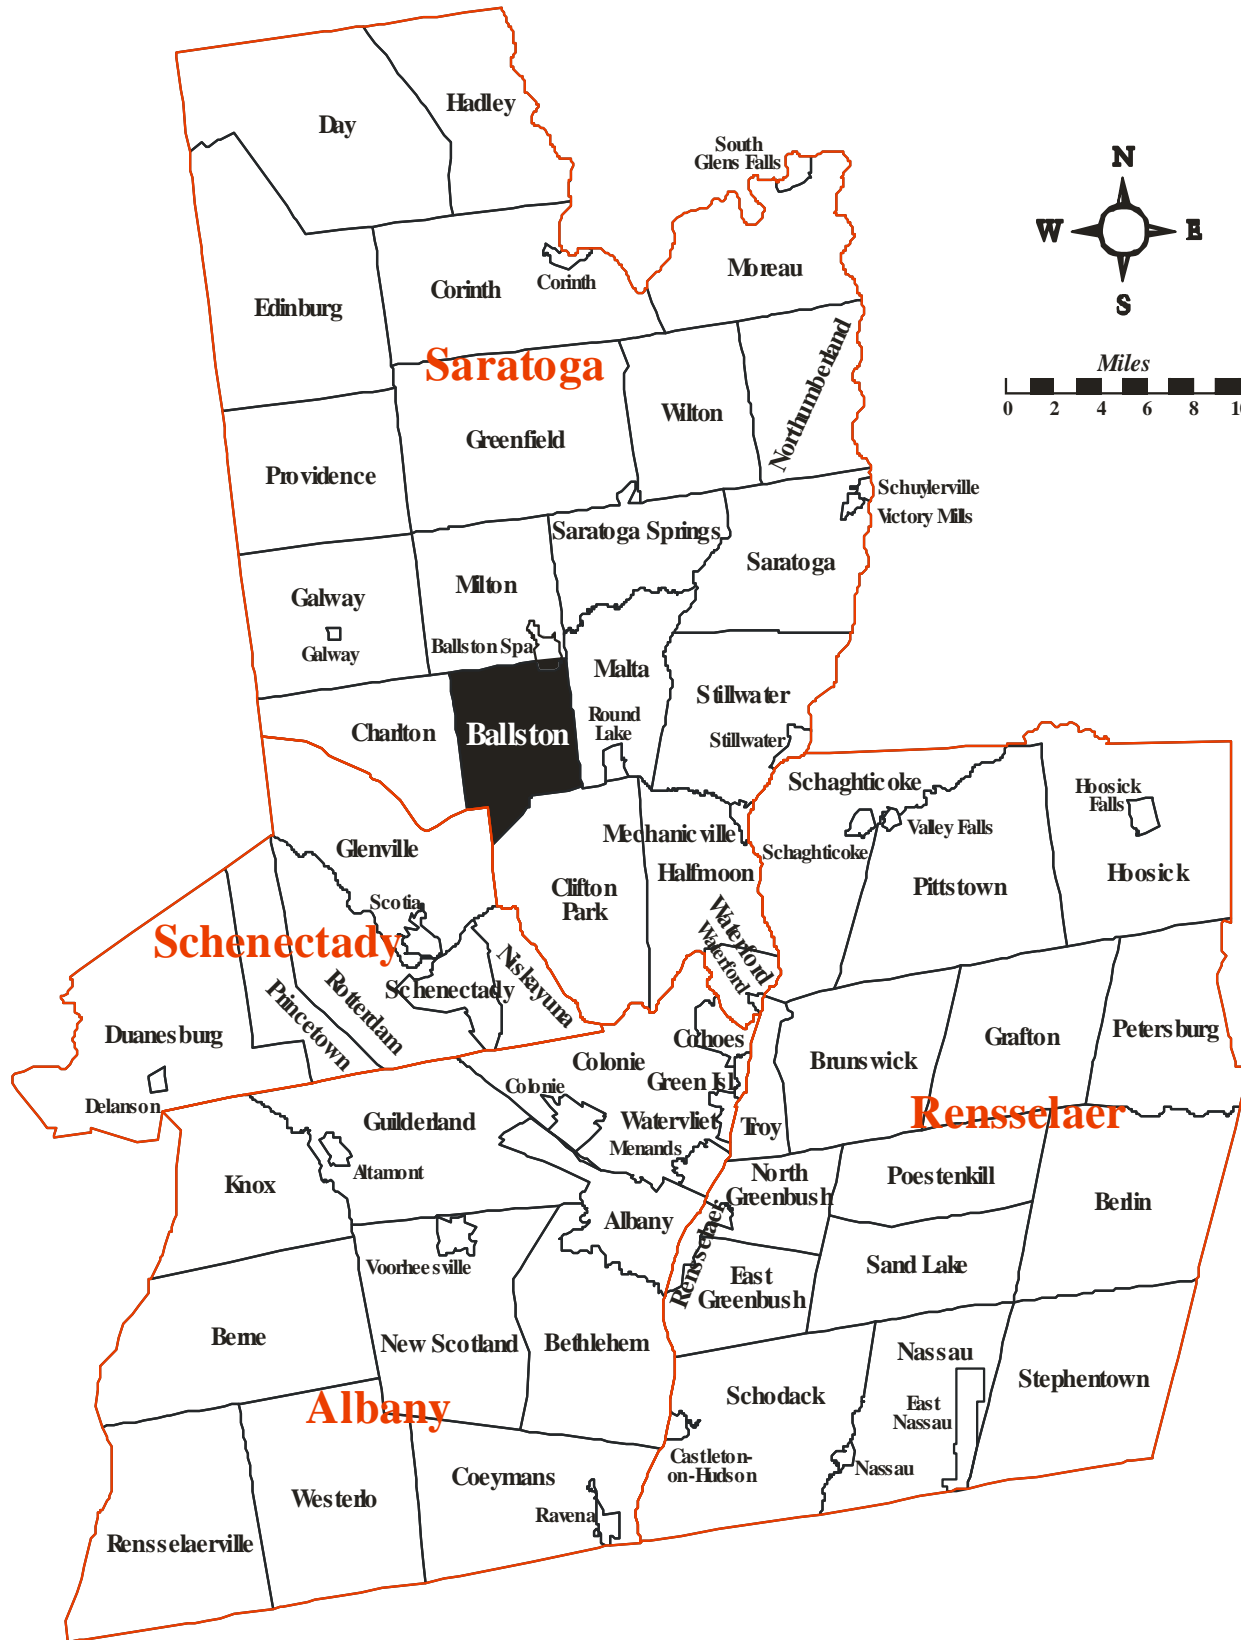 Hadley
Day
South
Glens Falls
N
W
E
S
Moreau
Corinth
Corinth
Edinburg
Saratoga
Northumberland
Miles
0 2 4 6 8
Wilton
Greenfield
Providence
Schuylerville
Victory Mills
Saratoga Springs
Saratoga
Milton
Galway
Galway
Ballston Spa
Malta
Stillwater
Round
Lake
Stillwater
Charlton
Ballston
Schaghticoke
Hoosick
Falls
Valley Falls
Mechanicville
Schaghticoke
Glenville
Halfmoon
Hoosick
Clifton
Park
Pittstown
Scotia
Waterford
Waterford
Schenectady
Niskayuna
Schenectady
Rotterdam
Princetown
Duanesburg
Cohoes
Grafton
Petersburg
Colonie
Brunswick
Green Isl.
Colonie
Delanson
Rensselaer
Guilderland
Watervliet
Troy
Menands
Altamont
North
Greenbush
Poestenkill
Knox
Berlin
Albany
Rensselaer
Voorheesville
Sand Lake
East
Greenbush
Berne
New Scotland
Bethlehem
Nassau
Stephentown
Schodack
Albany
East
Nassau
Castleton-
on-Hudson
Nassau
Coeymans
Westerlo
Ravena
Rensselaerville